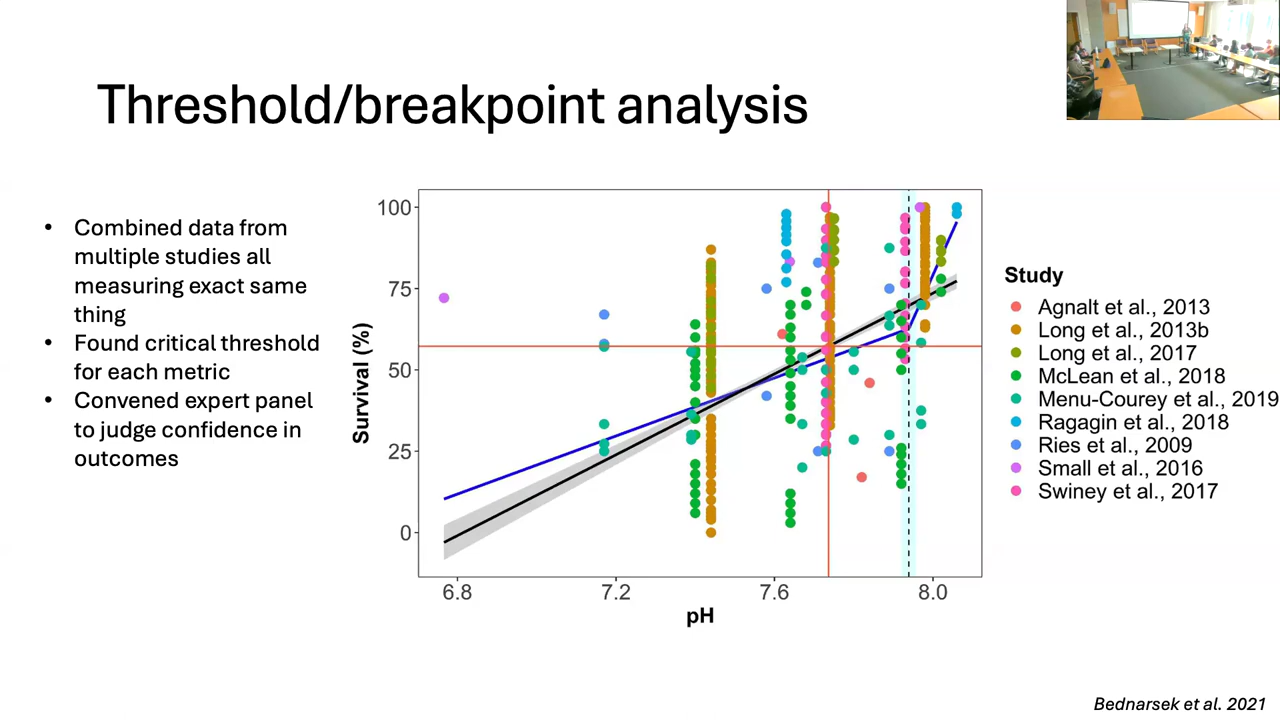 Threshold/breakpoint analysis
• Combined data from
multiple studies all
measuring exact same
thing
• Found critical threshold
for each metric
• Convened expert panel
to judge confidence in
outcomes
Survival (%)
100
75
50
25
0
6.8 7.2 7.6 8.0
pH
Study
Agnalt et al., 2013
Long et al., 2013b
Long et al., 2017
McLean et al., 2018
Menu-Courey et al., 2019
Ragagin et al., 2018
Ries et al., 2009
Small et al., 2016
Swiney et al., 2017
Bednarsek et al. 2021